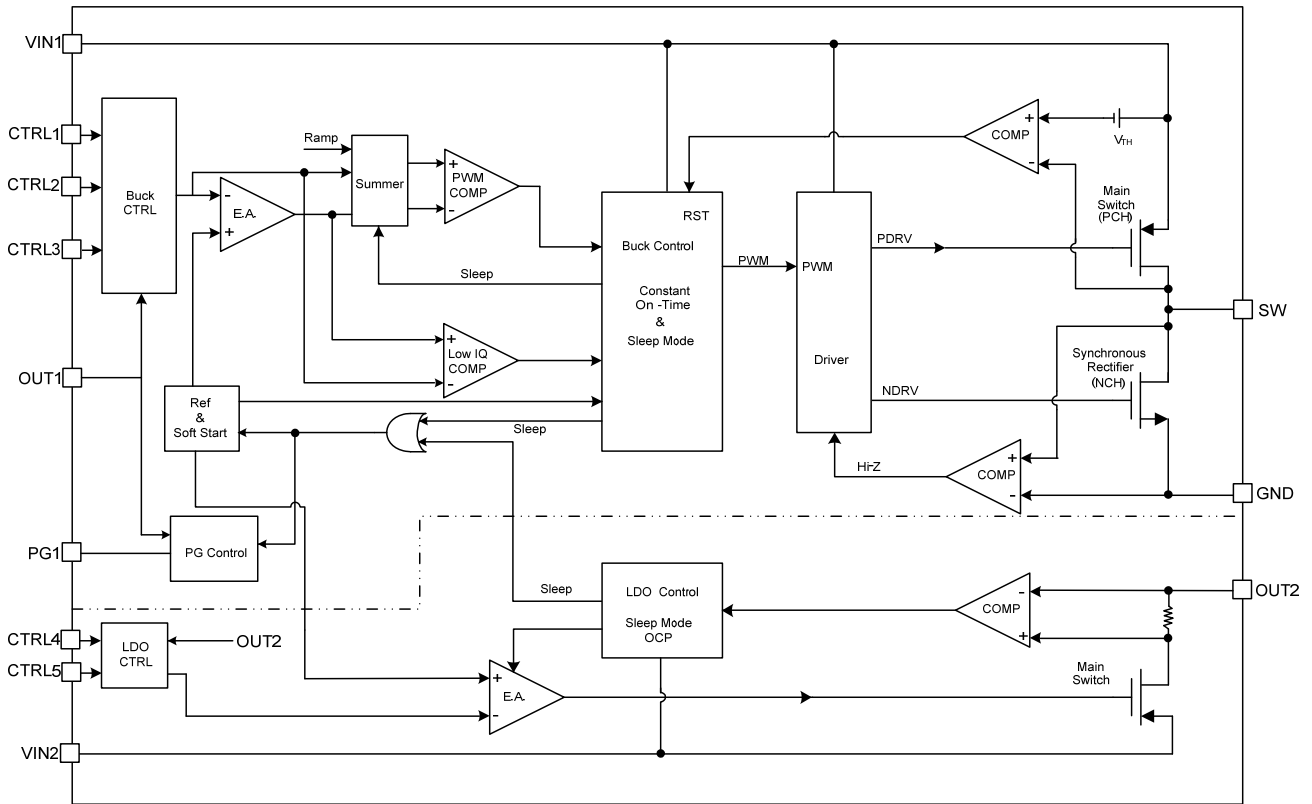 VIN1
CTRL1
CTRL2
CTRL3
Buck
CTRL
Ramp
Summer
-
E.A.
+
+
PWM
COMP
-
Sleep
RST
Buck Control
Constant
On -Time
&
Sleep Mode
PWM
PWM
Driver
PDRV
NDRV
Hi-Z
+
COMP
-
VTH
Main
Switch
(PCH)
SW
Synchronous
Rectifier
(NCH)
+
COMP
-
GND
OUT1
Ref
&
Soft Start
+
Low IQ
COMP
-
Sleep
PG1
PG Control
Sleep
LDO Control
Sleep Mode
OCP
-
COMP
+
OUT2
CTRL4
CTRL5
LDO
CTRL
OUT2
+
E.A.
-
Main
Switch
VIN2